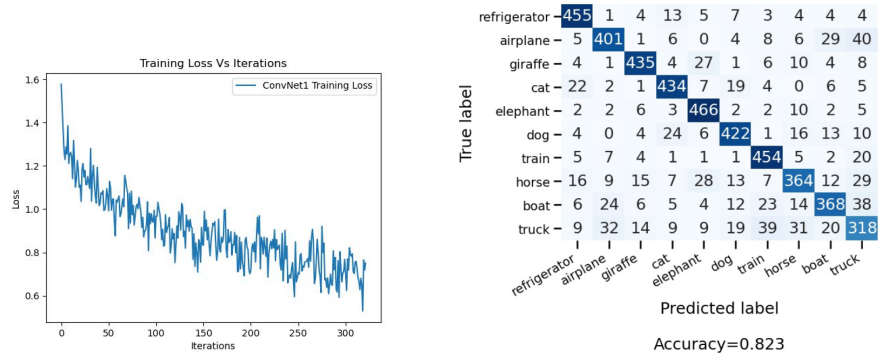 Training Loss Vs Iterations
ConvNet1 Training Loss
1.6
1.4
1.2
1.0
0.8
0.6
Loss
0 50 100 150 200 250 300
Iterations
True label
refrigerator 455 1 4 13 5 7 3 4 4 4
airplane 5 401 1 6 0 4 8 6 29 40
giraffe 4 1 435 4 27 1 6 10 4 8
cat 22 2 1 434 7 19 4 0 6 5
elephant 2 2 6 3 466 2 2 10 2 5
dog 4 0 4 24 6 422 1 16 13 10
train 5 7 4 1 1 1 454 5 2 20
horse 16 9 15 7 28 13 7 364 12 29
boat 6 24 6 5 4 12 23 14 368 38
truck 9 32 14 9 9 19 39 31 20 318
refrigerator airplane giraffe cat elephant dog train horse boat truck
Predicted label
Accuracy=0.823